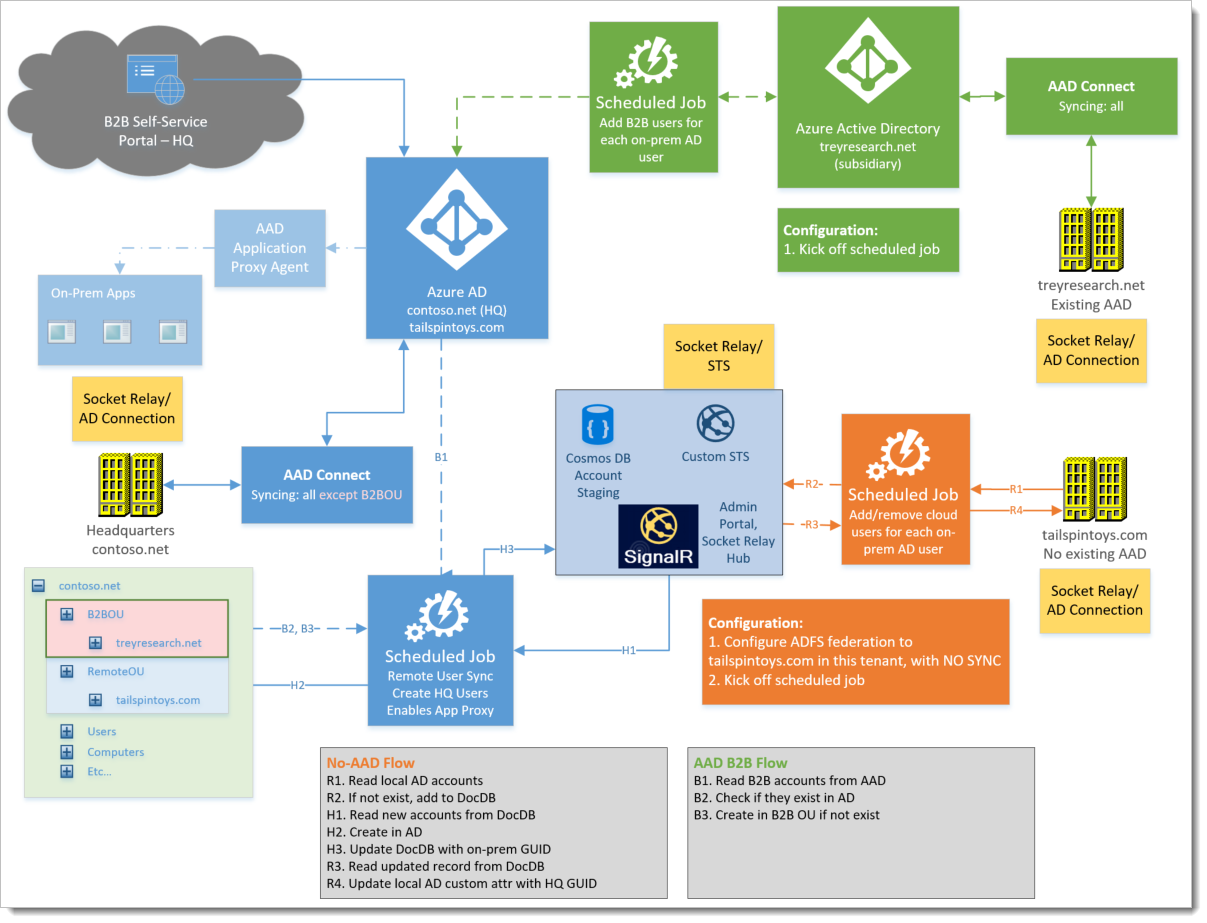 B2B Self-Service
Portal – HQ
Scheduled Job
Add B2B users for
each on-prem AD
user
Azure Active Directory
treyresearch.net
(subsidiary)
AAD Connect
Syncing: all
Configuration:
1. Kick off scheduled job
treyresearch.net
Existing AAD
Socket Relay/
AD Connection
AAD
Application
Proxy Agent
On-Prem Apps
Azure AD
contoso.net (HQ)
tailspintoys.com
Socket Relay/
AD Connection
Headquarters
contoso.net
AAD Connect
Syncing: all except B2BOU
B1
Socket Relay/
STS
Cosmos DB
Account
Staging
Custom STS
SignalR
Admin
Portal,
Socket Relay
Hub
R2
R3
Scheduled Job
Add/remove cloud
users for each on-
prem AD user
R1
R4
tailspintoys.com
No existing AAD
Socket Relay/
AD Connection
contoso.net
B2BOU
treyresearch.net
RemoteOU
tailspintoys.com
Users
Computers
Etc...
B2, B3
H2
H3
H1
Scheduled Job
Remote User Sync
Create HQ Users
Enables App Proxy
Configuration:
1. Configure ADFS federation to
tailspintoys.com in this tenant, with NO SYNC
2. Kick off scheduled job
No-AAD Flow
R1. Read local AD accounts
R2. If not exist, add to DocDB
H1. Read new accounts from DocDB
H2. Create in AD
H3. Update DocDB with on-prem GUID
R3. Read updated record from DocDB
R4. Update local AD custom attr with HQ GUID
AAD B2B Flow
B1. Read B2B accounts from AAD
B2. Check if they exist in AD
B3. Create in B2B OU if not exist